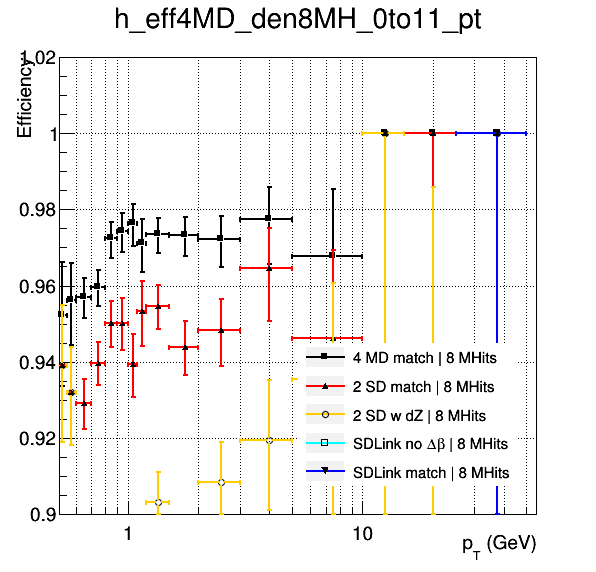 h_eff4MD_den8MH_0to11_pt
Efficiency
1.02
1
0.98
0.96
0.94
0.92
0.9
4 MD match | 8 MHits
2 SD match | 8 MHits
2 SD w dZ | 8 MHits
SDLink no Δβ | 8 MHits
SDLink match | 8 MHits
1 10
p_T (GeV)